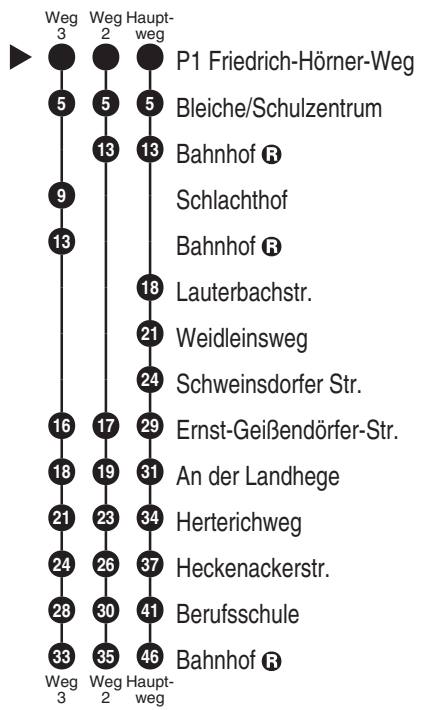 Weg Weg Haupt-
3 2 weg
P1 Friedrich-Hörner-Weg
5 5 5 Bleiche/Schulzentrum
13 13 Bahnhof R
9 Schlachthof
13 Bahnhof R
18 Lauterbachstr.
21 Weidleinsweg
24 Schweinsdorfer Str.
16 17 29 Ernst-Geißendörfer-Str.
18 19 31 An der Landhege
21 23 34 Herterichweg
24 26 37 Heckenackerstr.
28 30 41 Berufsschule
33 35 46 Bahnhof R
Weg Weg Haupt-
3 2 weg